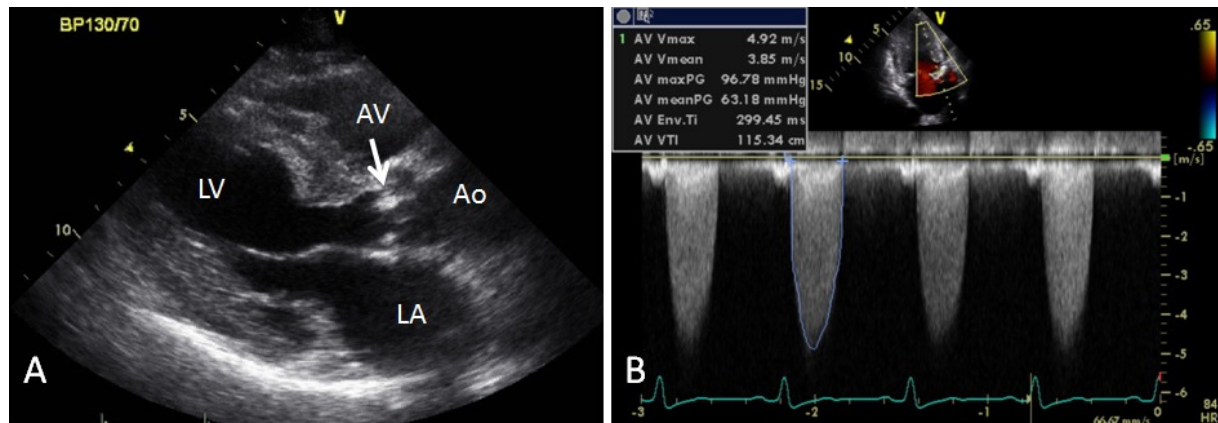 BP130/70
V
5
10
LV
AV
Ao
LA
A
1 AV Vmax 4.92 m/s
AV Vmean 3.85 m/s
AV maxPG 96.78 mmHg
AV meanPG 63.18 mmHg
AV Env.Ti 299.45 ms
AV VTI 115.34 cm
V
5
10
15
.65
-.65
[m/s]
-1
-2
-3
-4
-5
-6
B
-3 -2 -1 0
66.67 mm/s
84
HR